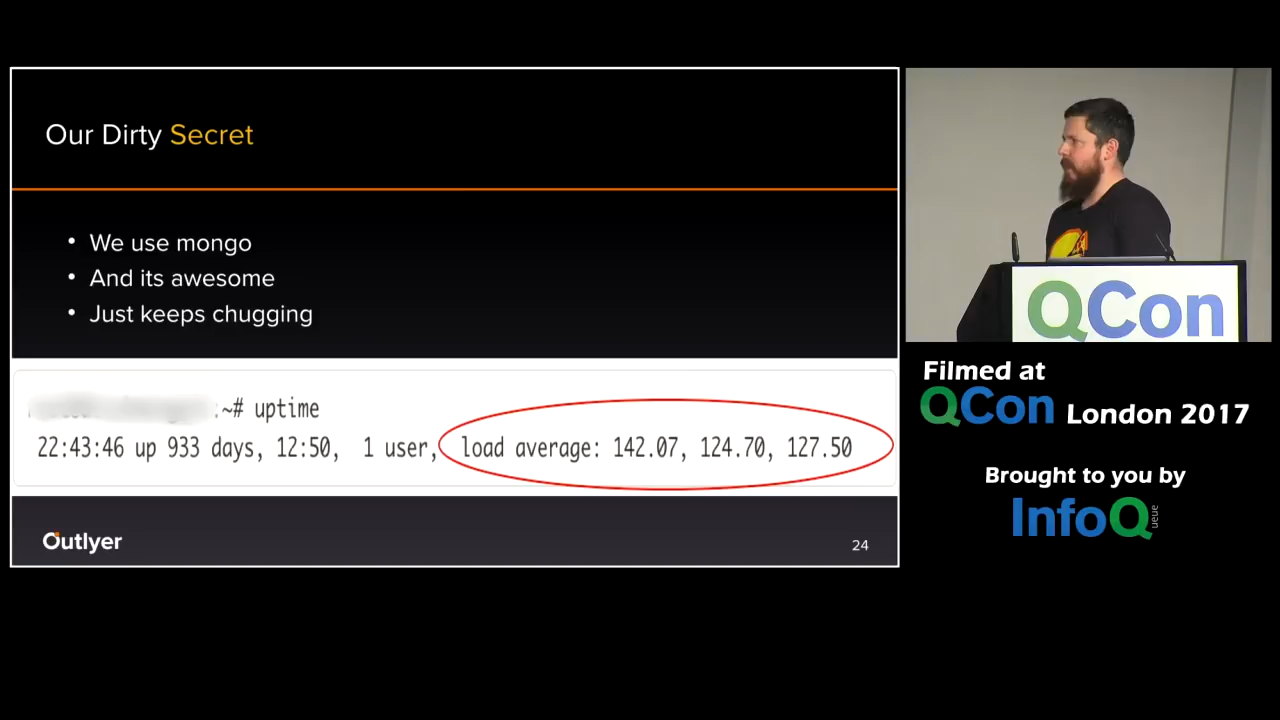 Our Dirty Secret
• We use mongo
• And its awesome
• Just keeps chugging
:~# uptime
22:43:46 up 933 days, 12:50, 1 user, load average: 142.07, 124.70, 127.50
Outlyer
24
QCon
Filmed at
QCon London 2017
Brought to you by
InfoQ
ueue